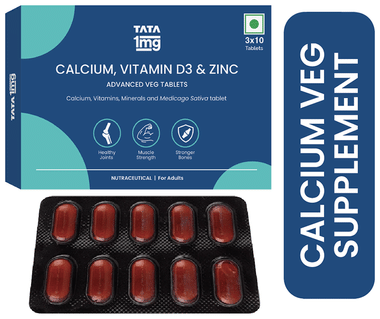 TATA
1mg
3x10
Tablets
CALCIUM, VITAMIN D3 & ZINC
ADVANCED VEG TABLETS
Calcium, Vitamins, Minerals and Medicago Sativa tablet
Healthy
Joints
Muscle
Strength
Stronger
Bones
NUTRACEUTICAL | For Adults
TATA 1mg
CALCIUM VEG
SUPPLEMENT